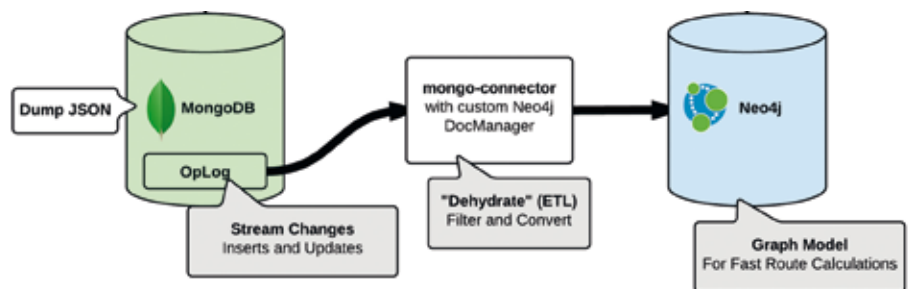 Dump JSON
MongoDB
OpLog
Stream Changes
Inserts and Updates
mongo-connector
with custom Neo4j
DocManager
"Dehydrate" (ETL)
Filter and Convert
Neo4j
Graph Model
For Fast Route Calculations